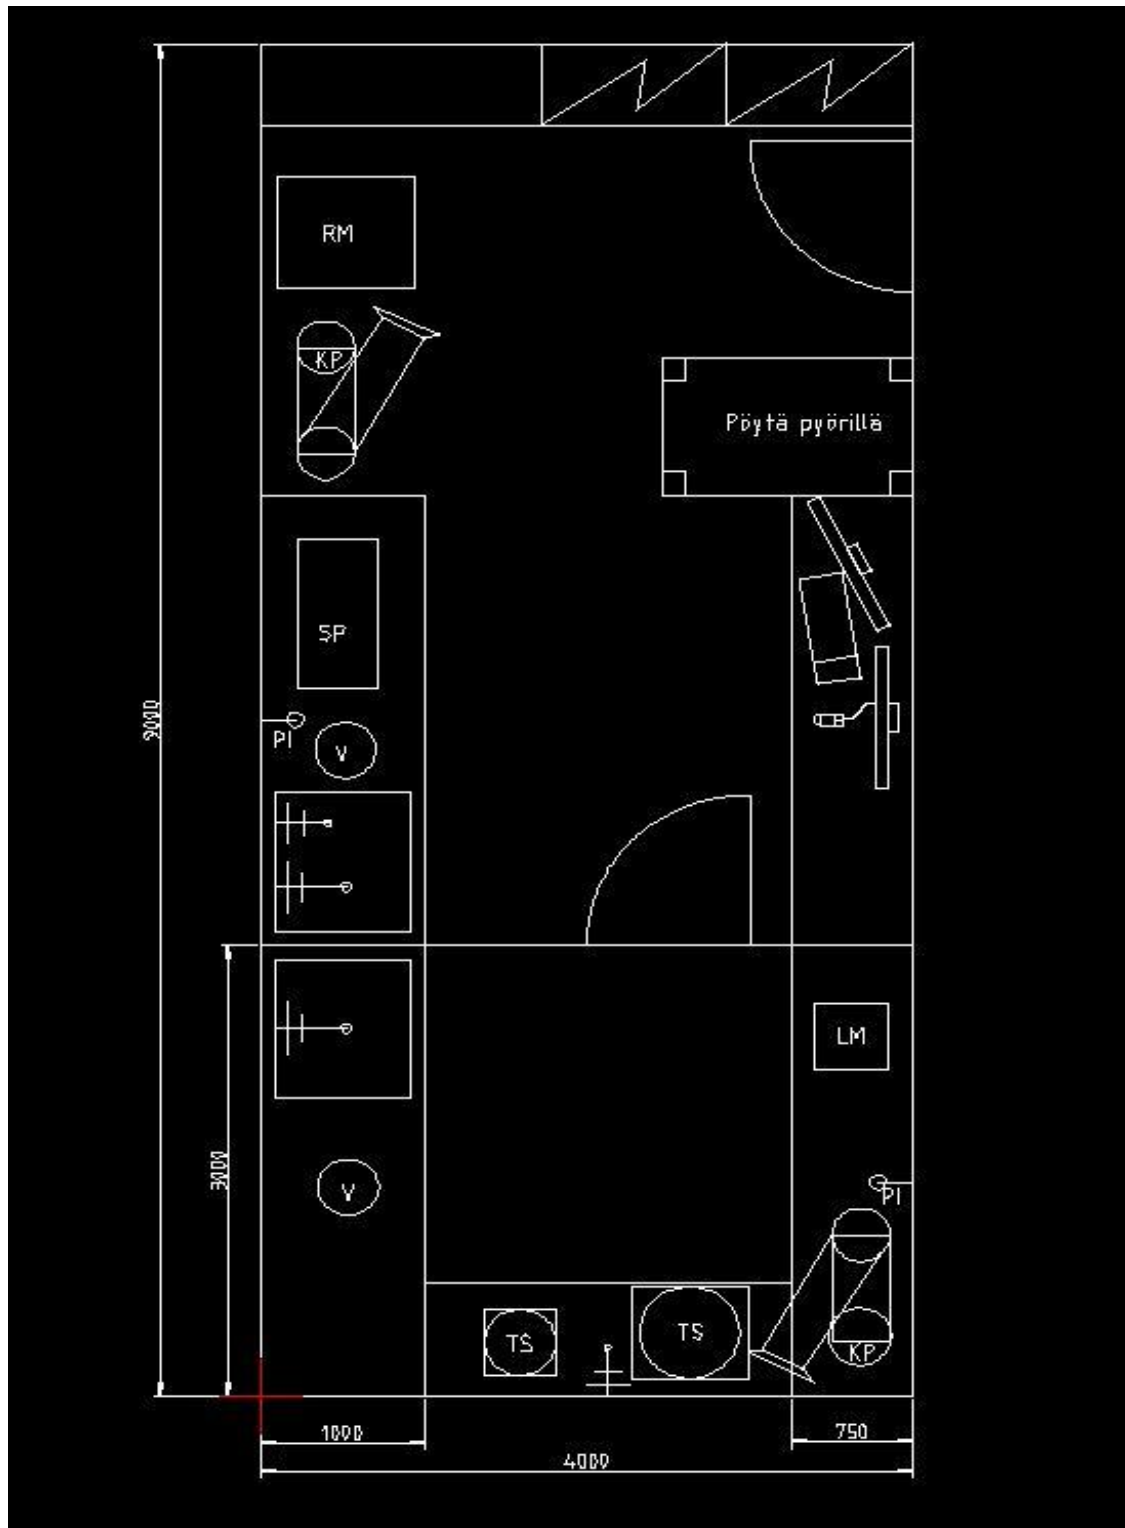 RM
KP
Pöytä pyörillä
SP
9000
PI
V
LM
3000
V
PI
TS
TS
KP
1000
750
4000